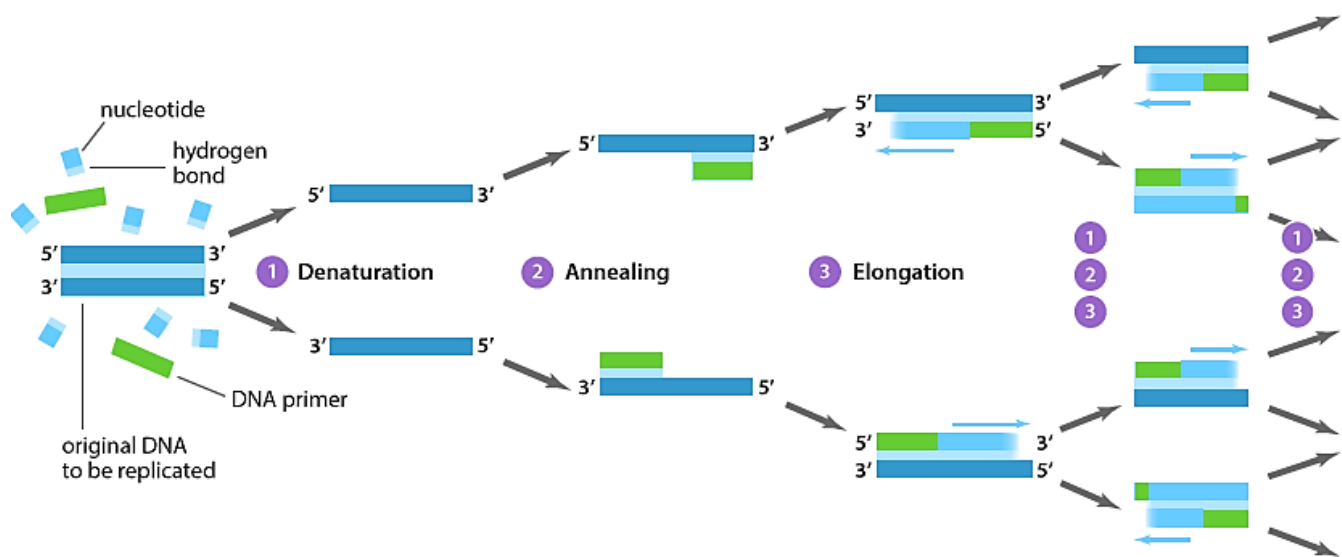 nucleotide
hydrogen
bond
5′ 3′
3′ 5′
original DNA
to be replicated
DNA primer
5′ 3′
1 Denaturation
3′ 5′
5′ 3′
2 Annealing
3′ 5′
5′ 3′
3′ 5′
3 Elongation
5′ 3′
3′ 5′
1
2
3
1
2
3